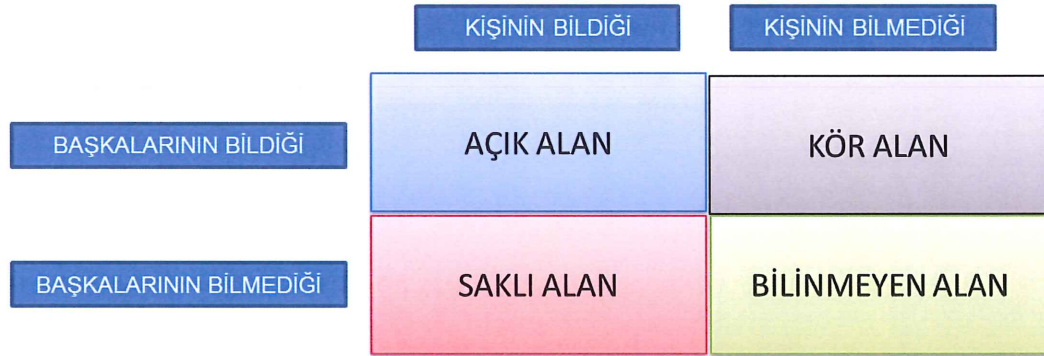 KİŞİNİN BİLDİĞİ
KİŞİNİN BİLMEDİĞİ
BAŞKALARININ BİLDİĞİ
AÇIK ALAN
KÖR ALAN
BAŞKALARININ BİLMEDİĞİ
SAKLI ALAN
BİLİNMEYEN ALAN